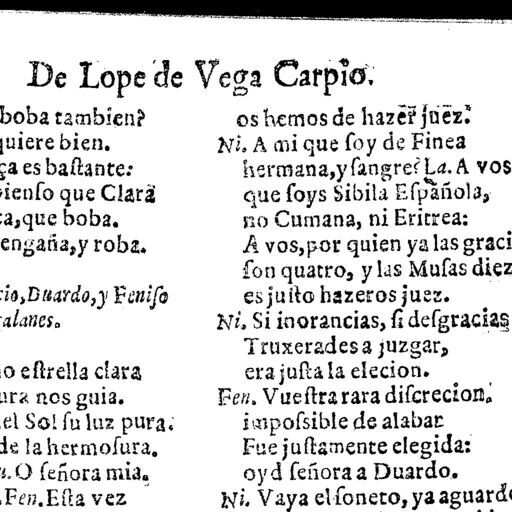 De Lope de Vega Carpio.
boba tambien?
quiere bien.
ça es bastante:
pienso que Clara
ca, que boba.
engaña, y roba.
cio, Duardo, y Feniso
galanes.
o estrella clara
ura nos guia.
el Sol su luz pura.
de la hermosura.
O señora mia.
Fen. Esta vez
os hemos de hazer juez.
Ni. A mi que soy de Finea
hermana, y sangre? La. A vos
que soys Sibila Española,
no Cumana, ni Eritrea:
A vos, por quien ya las graci
son quatro, y las Musas diez
es justo hazeros juez.
Ni. Si inorancias, si desgracias
Truxerades a juzgar,
era justa la elecion.
Fen. Vuestra rara discrecion,
impossible de alabar
Fue justamente elegida:
oyd señora a Duardo.
Ni. Vaya el soneto, ya aguardo